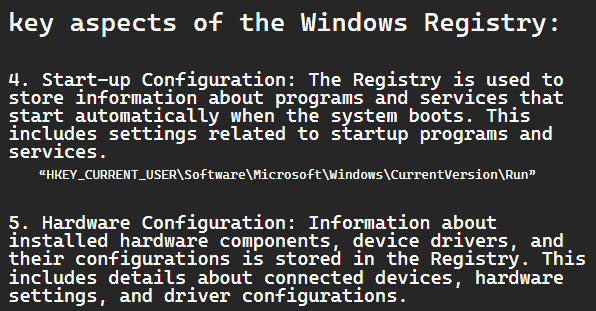 key aspects of the Windows Registry:
4. Start-up Configuration: The Registry is used to
store information about programs and services that
start automatically when the system boots. This
includes settings related to startup programs and
services.
“HKEY_CURRENT_USER\Software\Microsoft\Windows\CurrentVersion\Run”
5. Hardware Configuration: Information about
installed hardware components, device drivers, and
their configurations is stored in the Registry. This
includes details about connected devices, hardware
settings, and driver configurations.